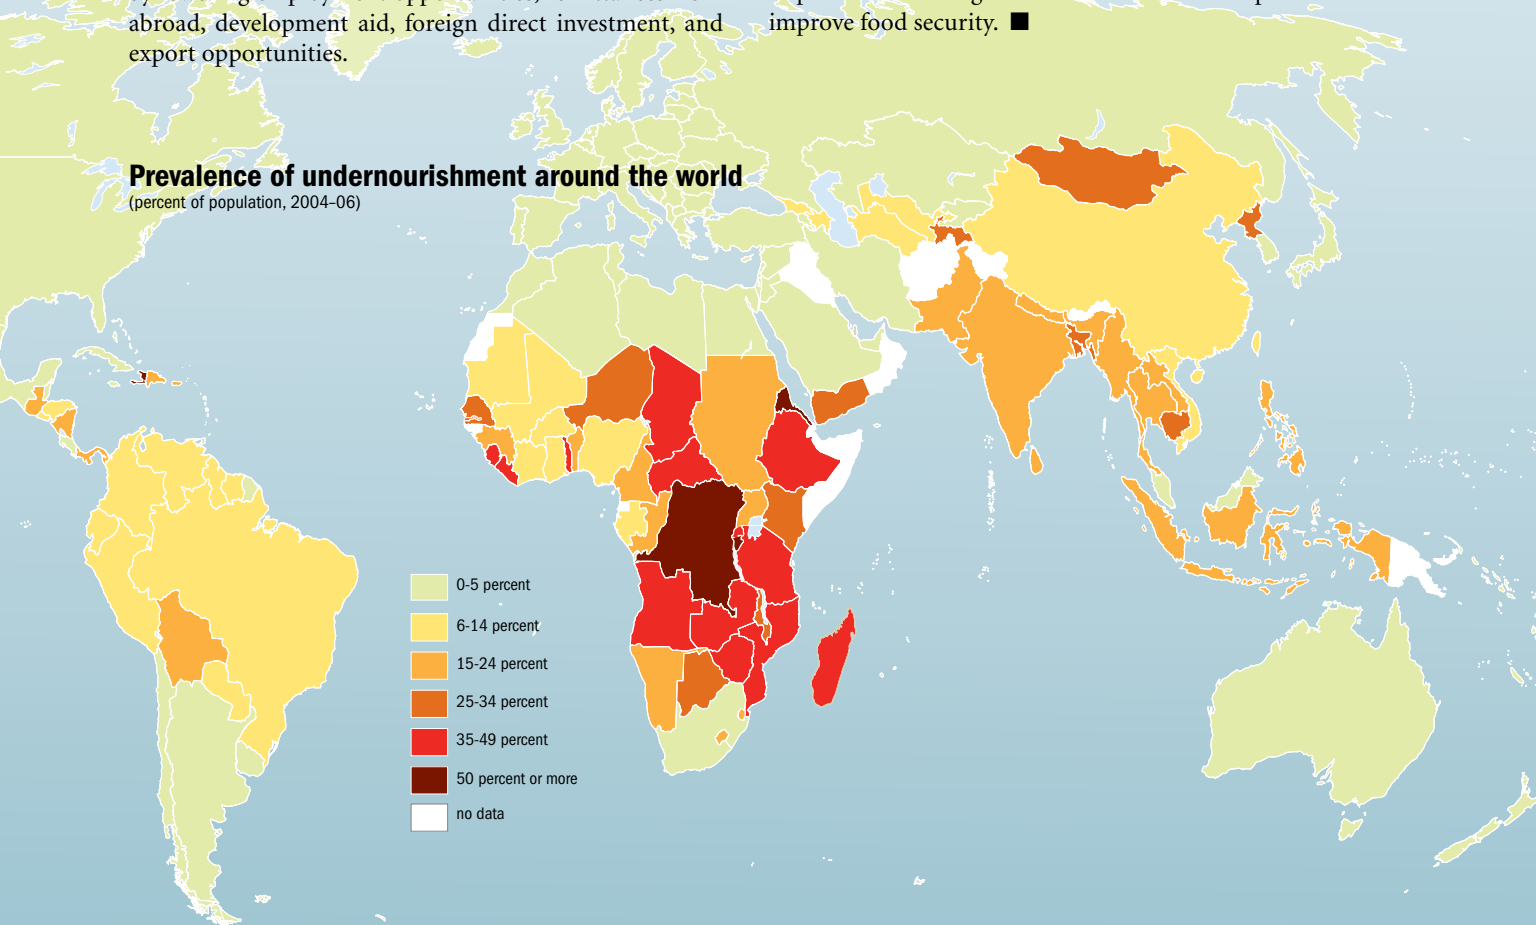 abroad, development aid, foreign direct investment, and
export opportunities.
improve food security. ■
Prevalence of undernourishment around the world
(percent of population, 2004–06)
0-5 percent
6-14 percent
15-24 percent
25-34 percent
35-49 percent
50 percent or more
no data